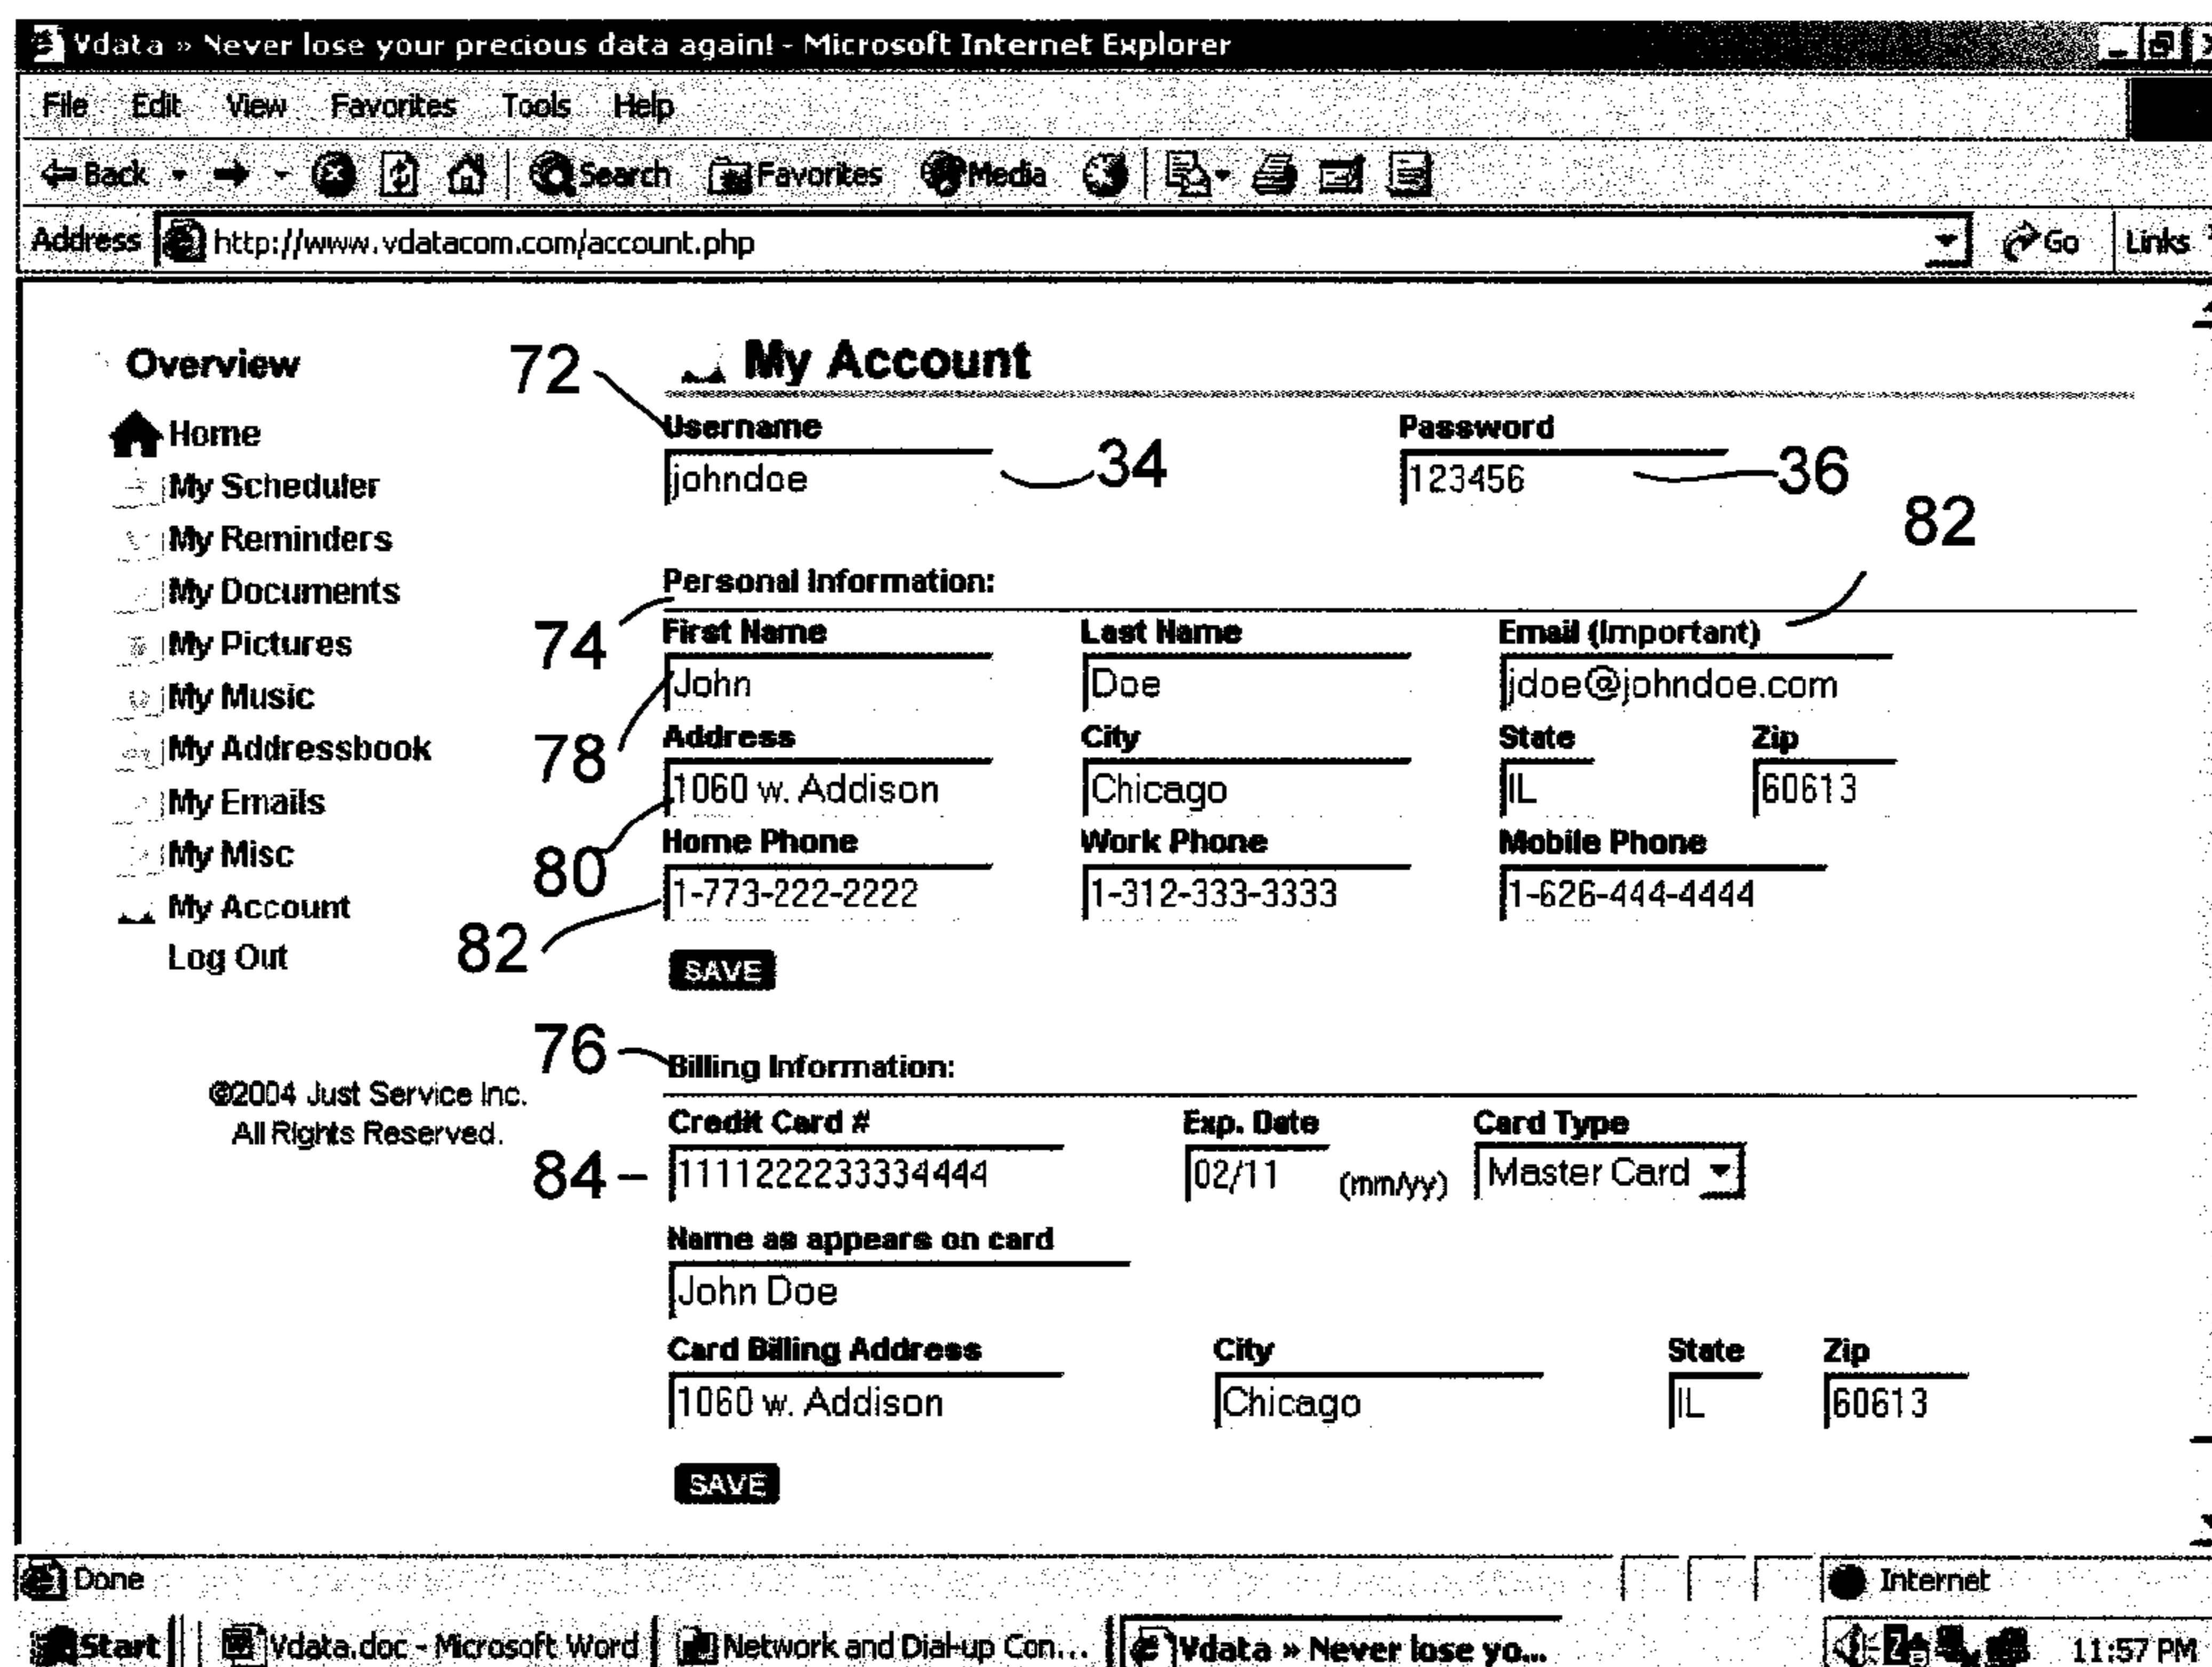 Vdata » Never lose your precious data again! - Microsoft Internet Explorer
File Edit View Favorites Tools Help
Back Search Favorites Media
Address http://www.vdatacom.com/account.php Go Links
Overview
Home
My Scheduler
My Reminders
My Documents
My Pictures
My Music
My Addressbook
My Emails
My Misc
My Account
Log Out
©2004 Just Service Inc.
All Rights Reserved.
72 My Account
Username Password
johndoe 34 123456 36
82
Personal Information:
74 First Name Last Name Email (Important)
John Doe jdoe@johndoe.com
78 Address City State Zip
1060 w. Addison Chicago IL 60613
80 Home Phone Work Phone Mobile Phone
1-773-222-2222 1-312-333-3333 1-626-444-4444
82 SAVE
76 Billing Information:
Credit Card # Exp. Date Card Type
84 1111222233334444 02/11 (mm/yy) Master Card
Name as appears on card
John Doe
Card Billing Address City State Zip
1060 w. Addison Chicago IL 60613
SAVE
Done Internet
Start Vdata.doc - Microsoft Word Network and Dial-up Con... Vdata » Never lose yo... 11:57 PM